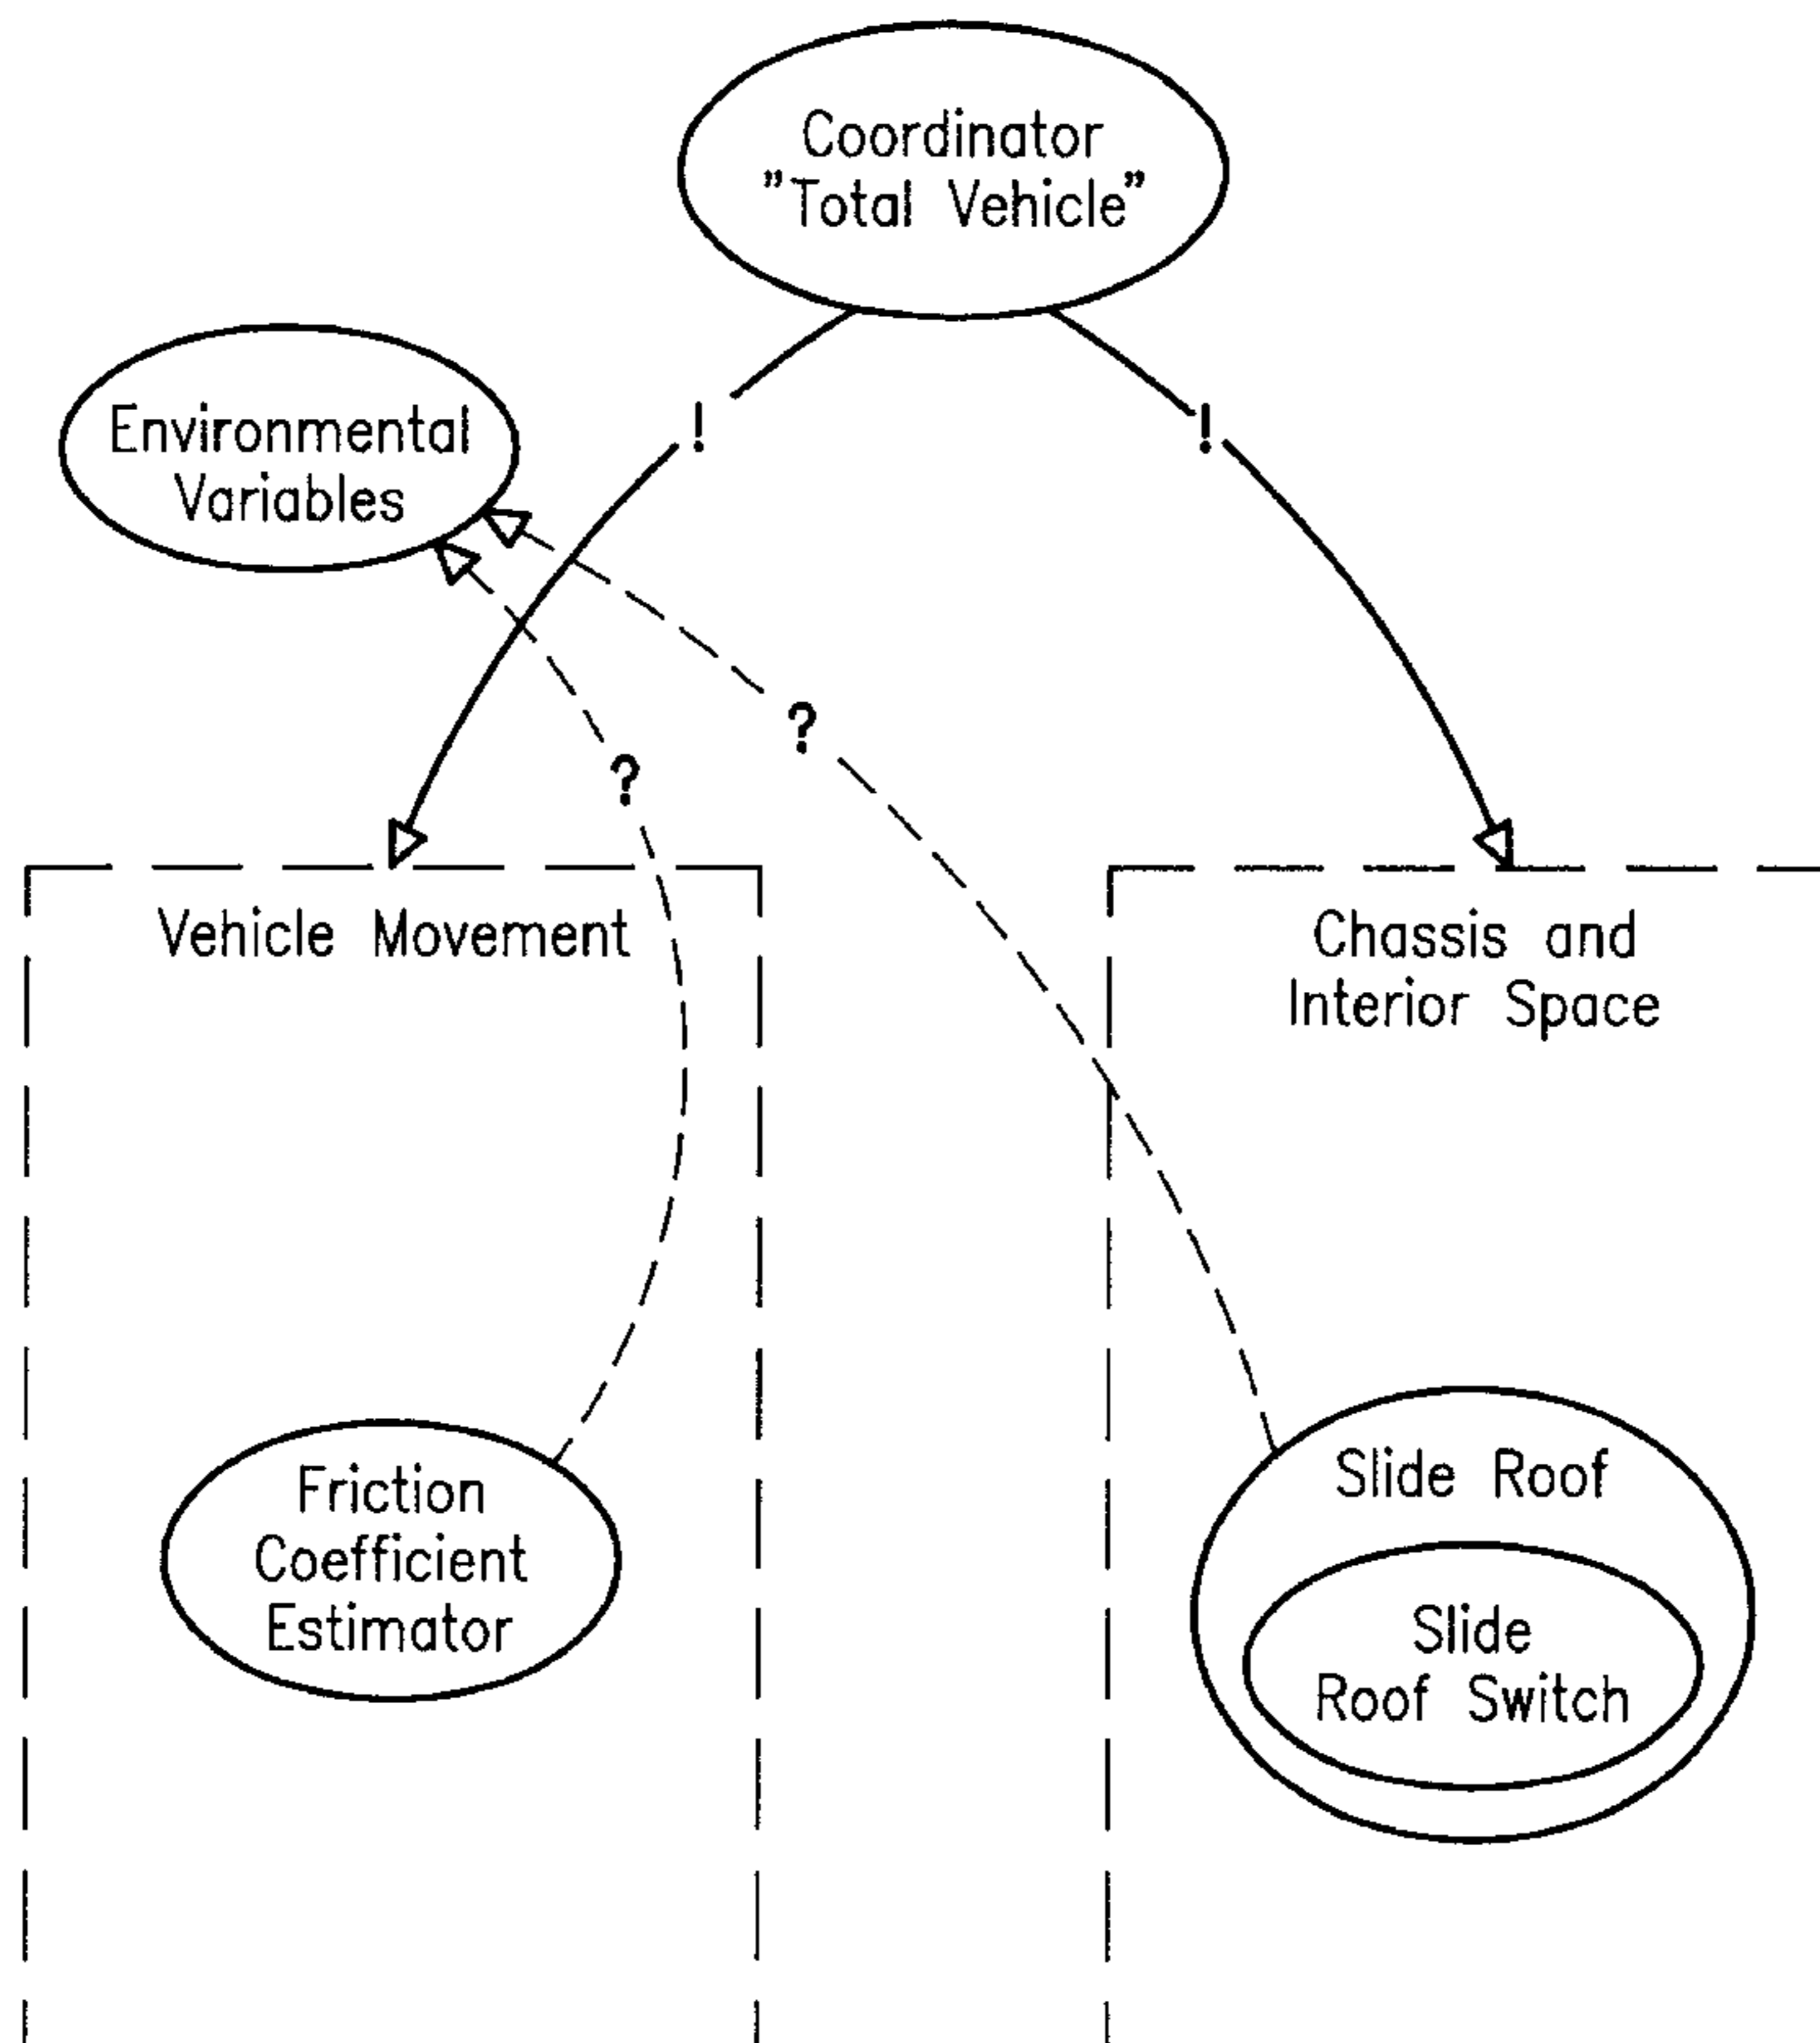 Coordinator
"Total Vehicle"
Environmental
Variables
!
!
?
?
Vehicle Movement
Chassis and
Interior Space
Friction
Coefficient
Estimator
Slide Roof
Slide
Roof Switch